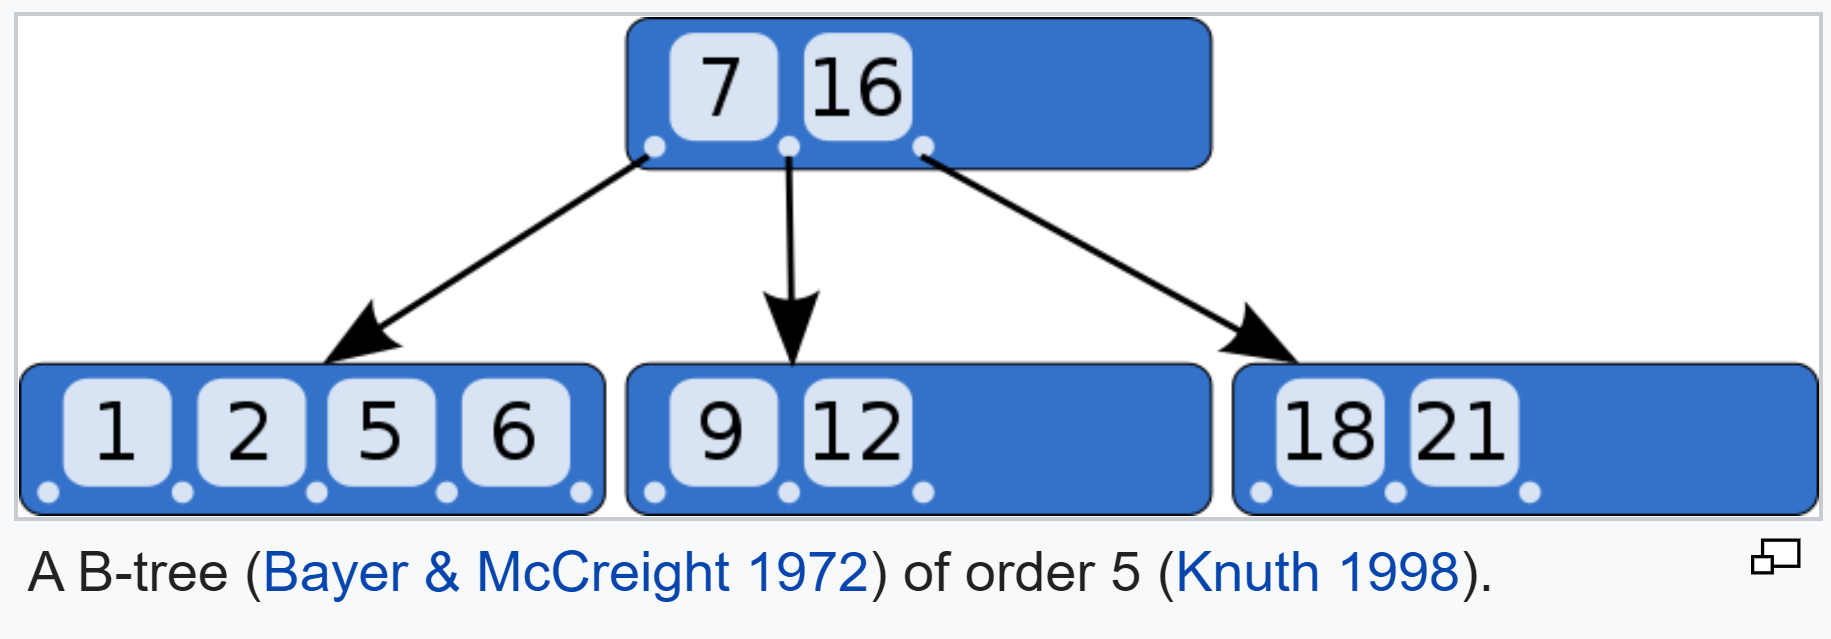 7 16
1 2 5 6 9 12 18 21
A B-tree (Bayer & McCreight 1972) of order 5 (Knuth 1998).